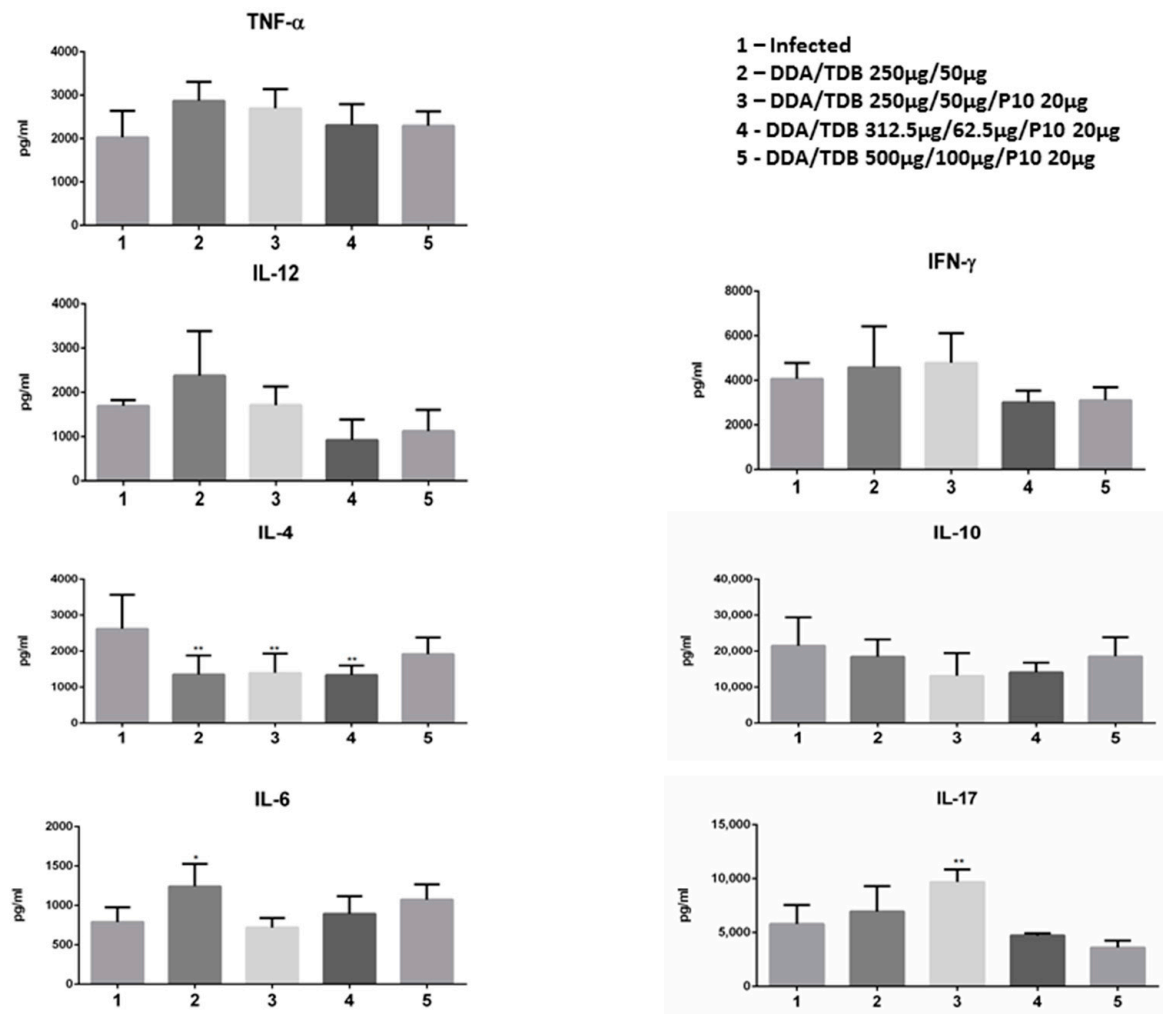 TNF-α
4000
3000
2000
1000
0
pg/ml
1 2 3 4 5
1 – Infected
2 – DDA/TDB 250µg/50µg
3 – DDA/TDB 250µg/50µg/P10 20µg
4 - DDA/TDB 312.5µg/62.5µg/P10 20µg
5 - DDA/TDB 500µg/100µg/P10 20µg
IL-12
4000
3000
2000
1000
0
pg/ml
1 2 3 4 5
IFN-γ
8000
6000
4000
2000
0
pg/ml
1 2 3 4 5
IL-4
4000
3000
2000
1000
0
pg/ml
** ** **
1 2 3 4 5
IL-10
40,000
30,000
20,000
10,000
0
pg/ml
1 2 3 4 5
IL-6
2000
1500
1000
500
0
pg/ml
*
1 2 3 4 5
IL-17
15,000
10,000
5,000
0
pg/ml
**
1 2 3 4 5